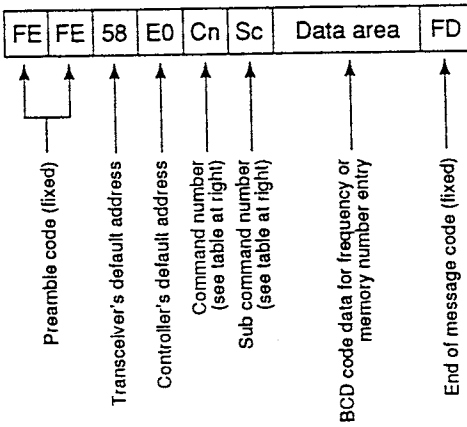 FE FE 58 E0 Cn Sc Data area FD
Preamble code (fixed)
Transceiver's default address
Controller's default address
Command number
(see table at right)
Sub command number
(see table at right)
BCD code data for frequency or
memory number entry
End of message code (fixed)